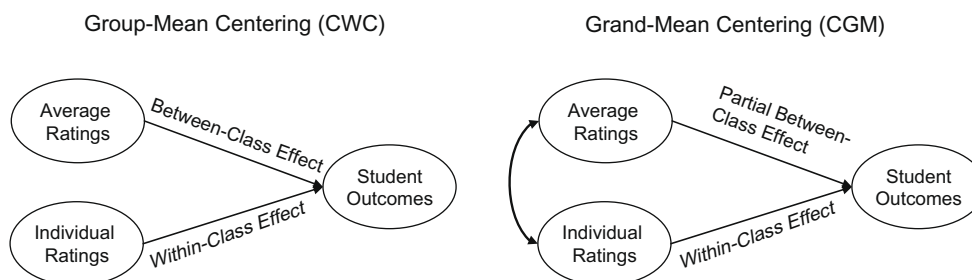 Group-Mean Centering (CWC)
Average
Ratings
Between-Class Effect
Student
Outcomes
Individual
Ratings
Within-Class Effect
Grand-Mean Centering (CGM)
Average
Ratings
Partial Between-
Class Effect
Student
Outcomes
Individual
Ratings
Within-Class Effect